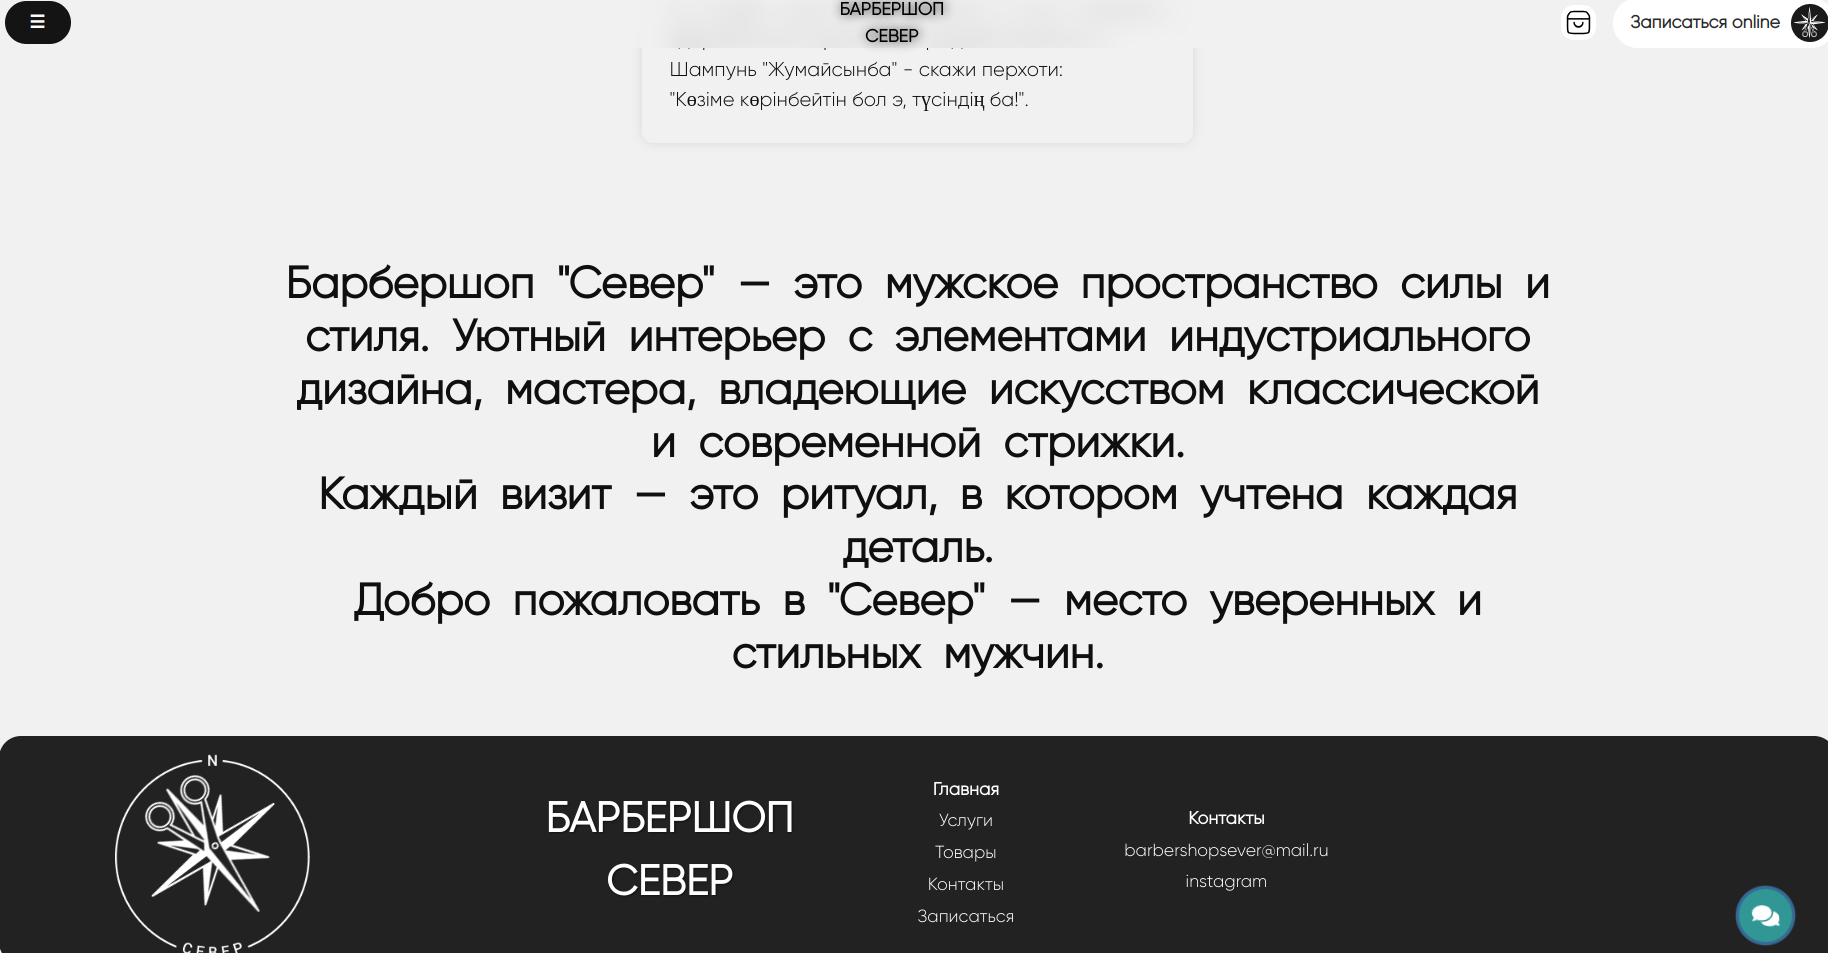 ☰
БАРБЕРШОП
СЕВЕР
Записаться online
Шампунь "Жумайсынба" - скажи перхоти:
"Көзіме көрінбейтін бол э, түсіндің ба!".
Барбершоп "Север" — это мужское пространство силы и
стиля. Уютный интерьер с элементами индустриального
дизайна, мастера, владеющие искусством классической
и современной стрижки.
Каждый визит — это ритуал, в котором учтена каждая
деталь.
Добро пожаловать в "Север" — место уверенных и
стильных мужчин.
N
СЕВЕР
БАРБЕРШОП
СЕВЕР
Главная
Услуги
Товары
Контакты
Записаться
Контакты
barbershopsever@mail.ru
instagram